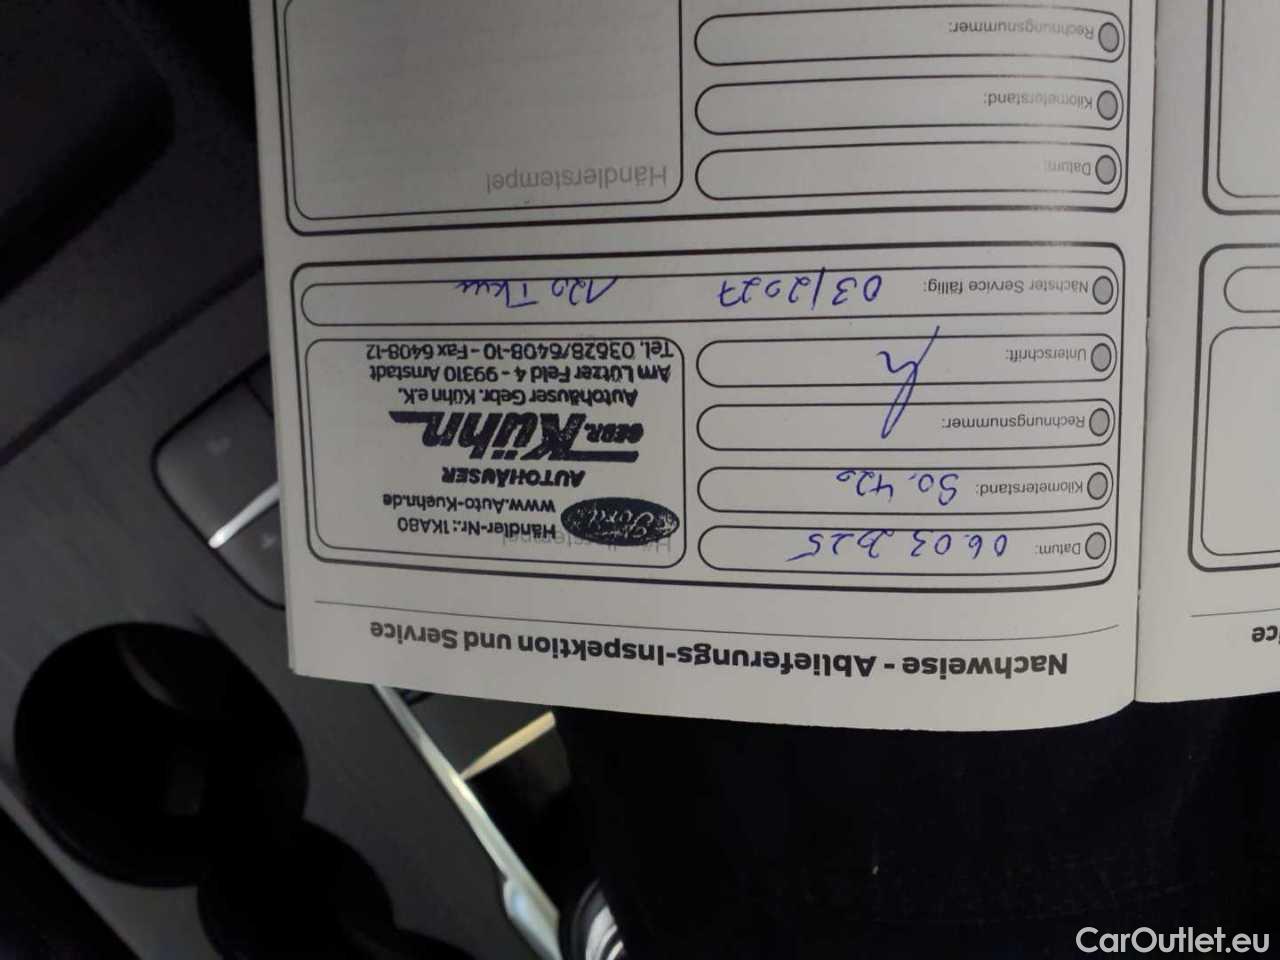 Nachweise - Ablieferungs-Inspektion und Service
Datum: 06.03.2025
Kilometerstand: 80.420
Rechnungsnummer:
Unterschrift:
Nächster Service fällig: 03/2027 120 Tkm
Händlerstempel
Ford
Händler-Nr.: 1KA80
www.Auto-Kuehn.de
AUTOHÄUSER
GEBR. Kühn
Autohäuser Gebr. Kühn e.K.
Am Lützer Feld 4 - 99310 Arnstadt
Tel. 03628/6408-10 - Fax 6408-12
Datum:
Kilometerstand:
Rechnungsnummer:
Händlerstempel
CarOutlet.eu